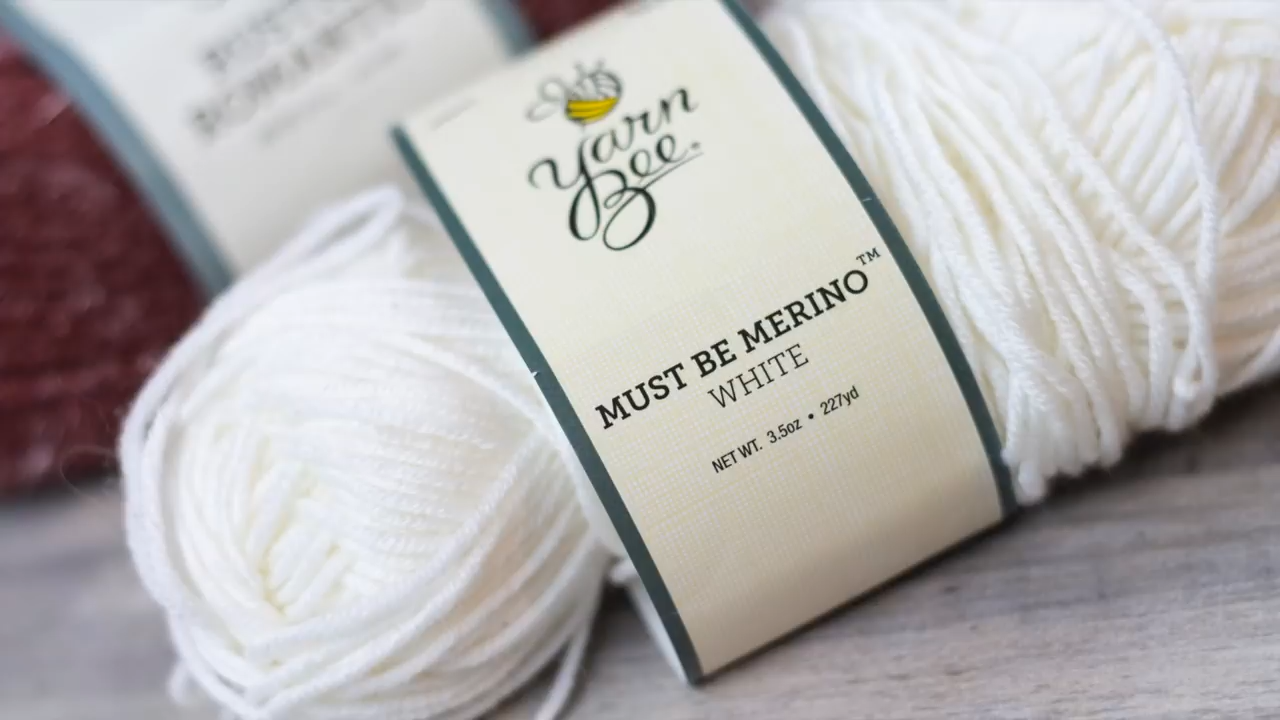 Yarn
Bee®
MUST BE MERINO™
WHITE
NET WT. 3.5oz • 227yd